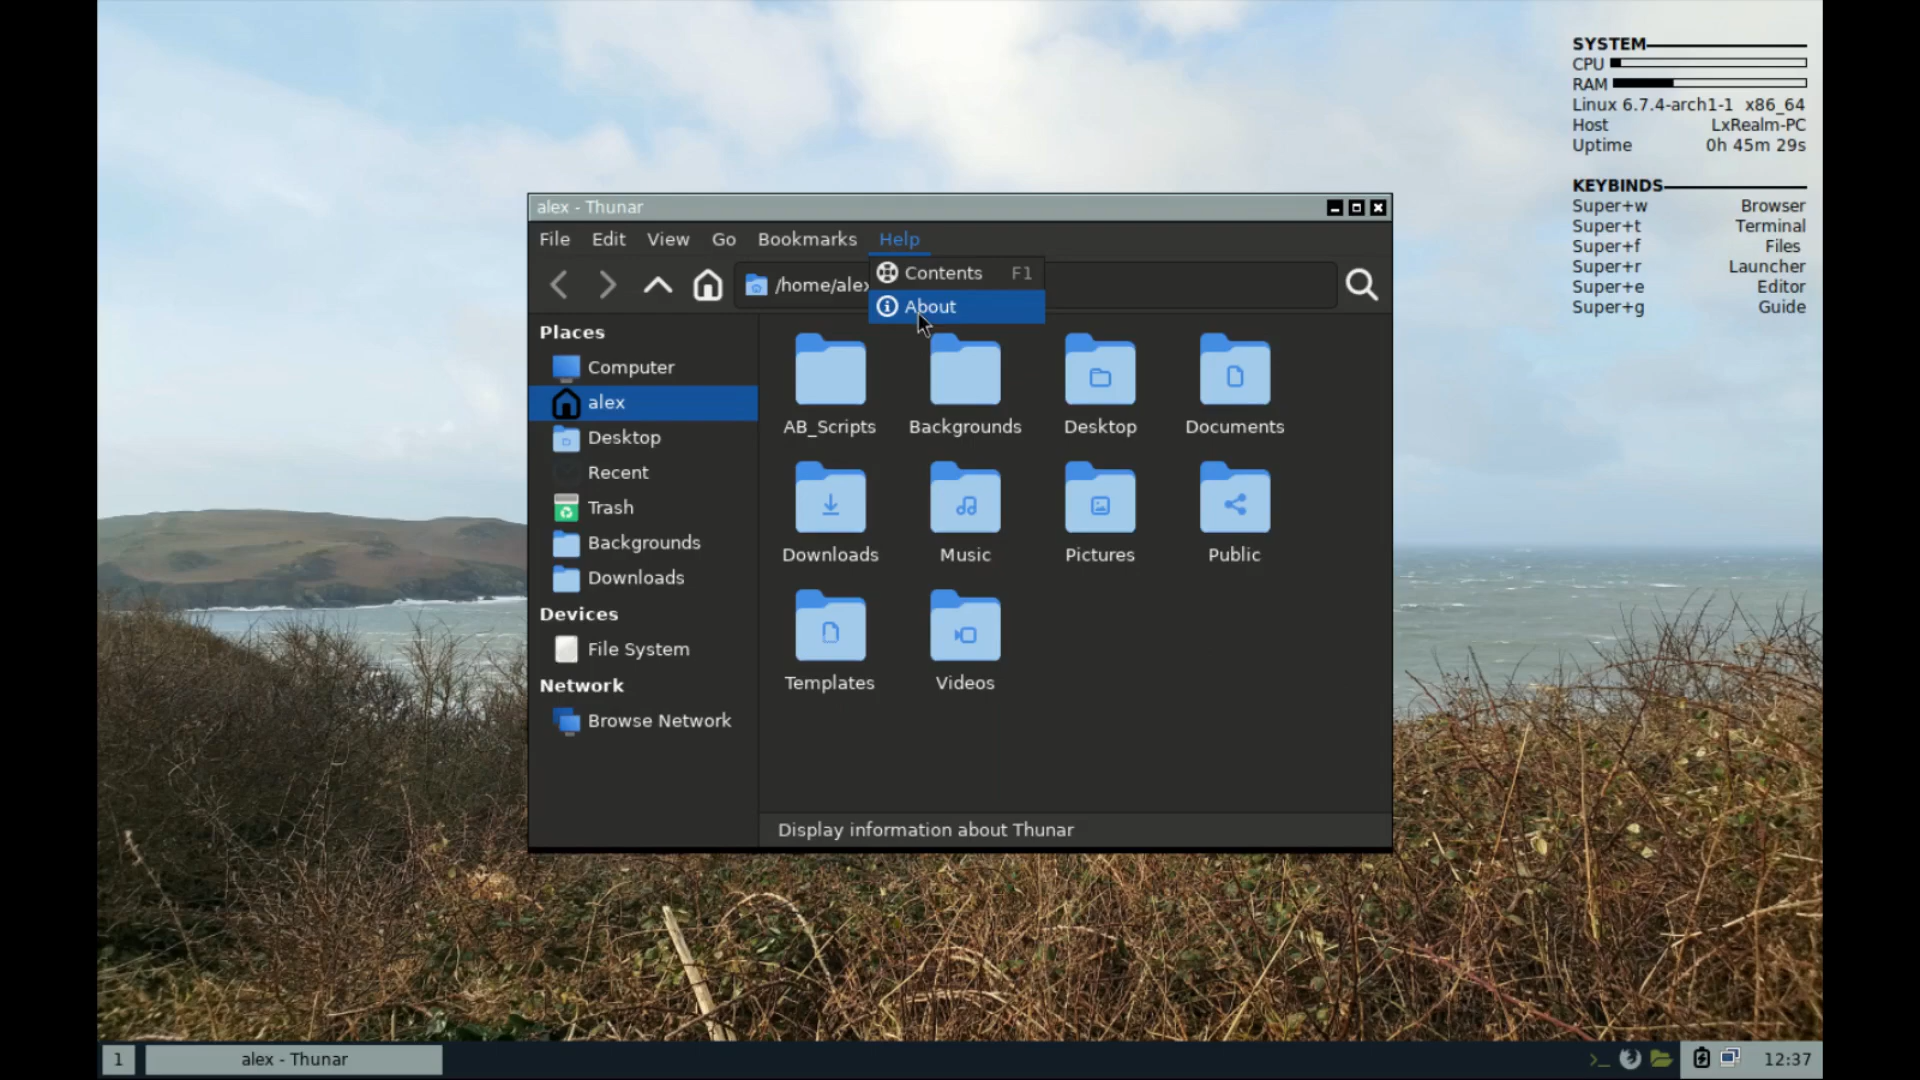 SYSTEM
CPU
RAM
Linux 6.7.4-arch1-1 x86_64
Host LxRealm-PC
Uptime 0h 45m 29s
KEYBINDS
Super+w Browser
Super+t Terminal
Super+f Files
Super+r Launcher
Super+e Editor
Super+g Guide
alex - Thunar
File Edit View Go Bookmarks Help
Contents F1
/home/alex
About
Places
Computer
alex
Desktop
Recent
Trash
Backgrounds
Downloads
Devices
File System
Network
Browse Network
AB_Scripts Backgrounds Desktop Documents
Downloads Music Pictures Public
Templates Videos
Display information about Thunar
1 alex - Thunar 12:37